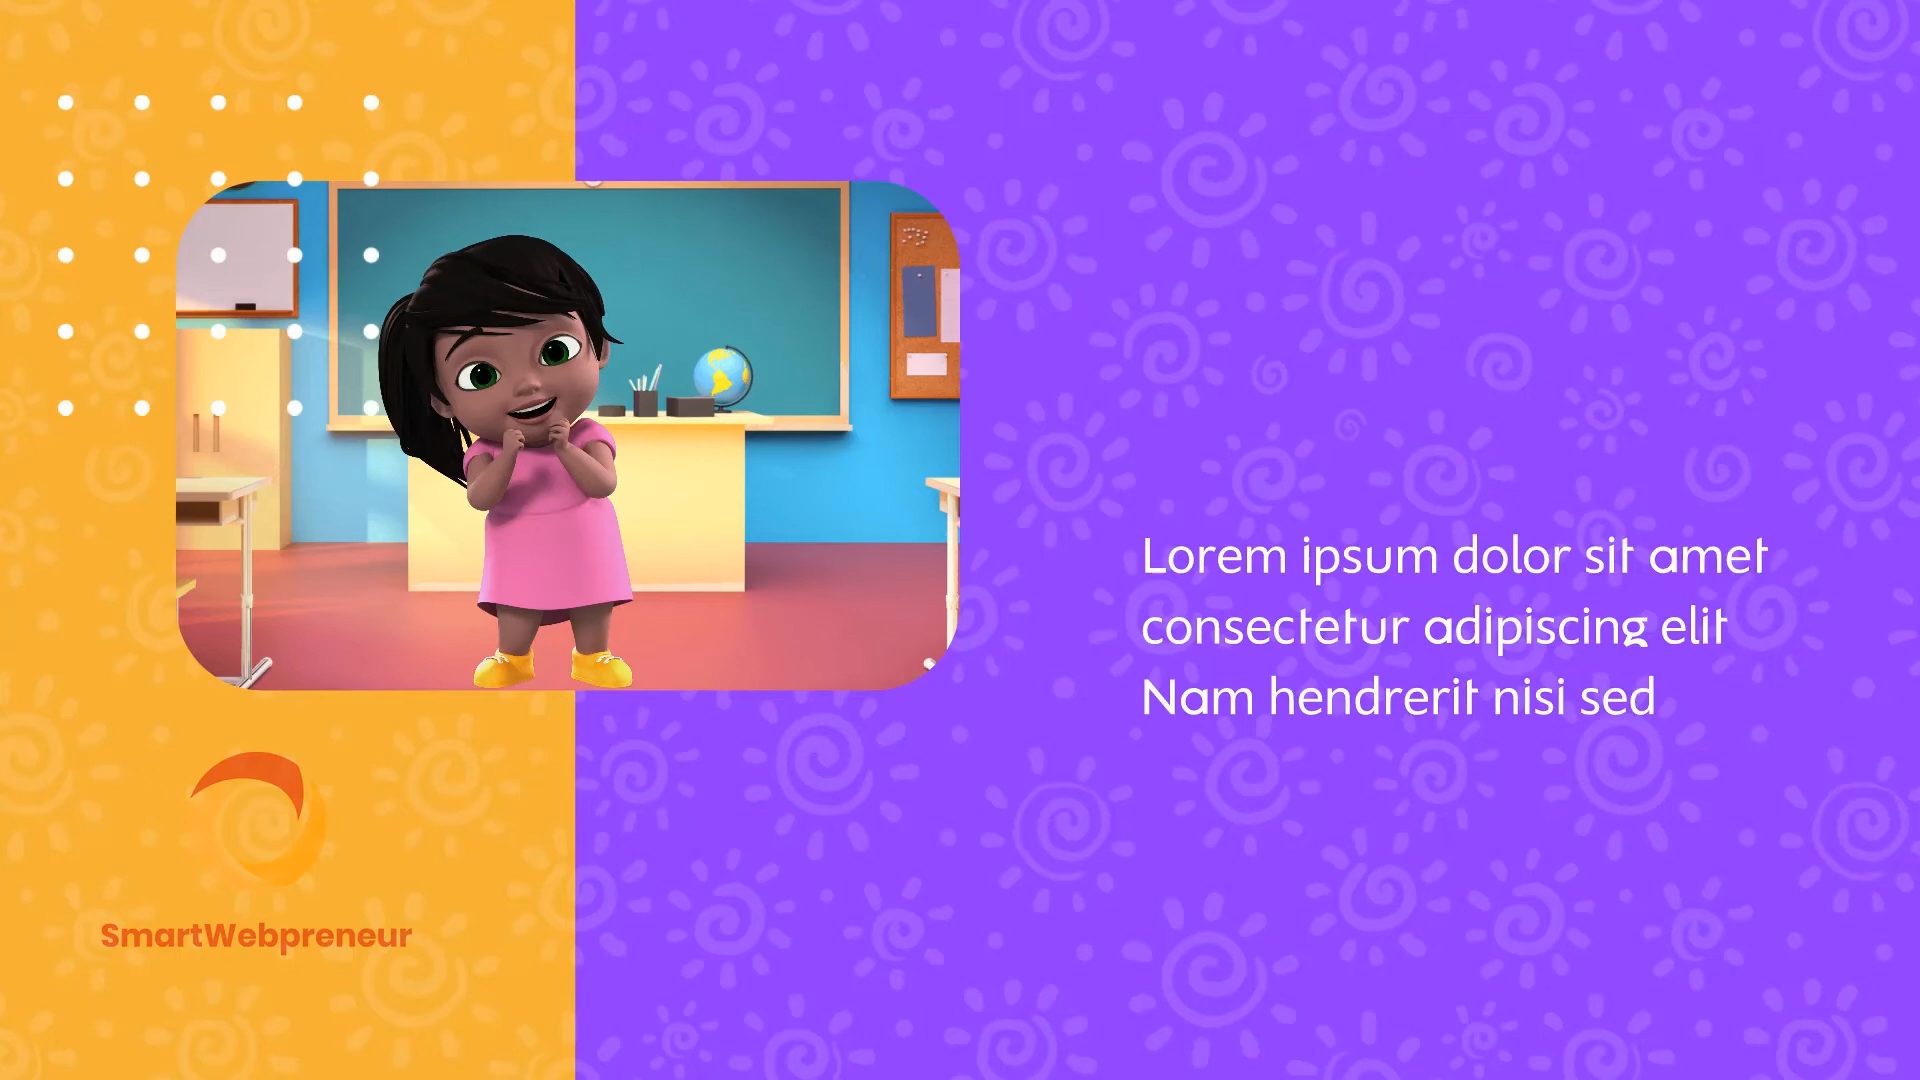 Lorem ipsum dolor sit amet
consectetur adipiscing elit
Nam hendrerit nisi sed
SmartWebpreneur